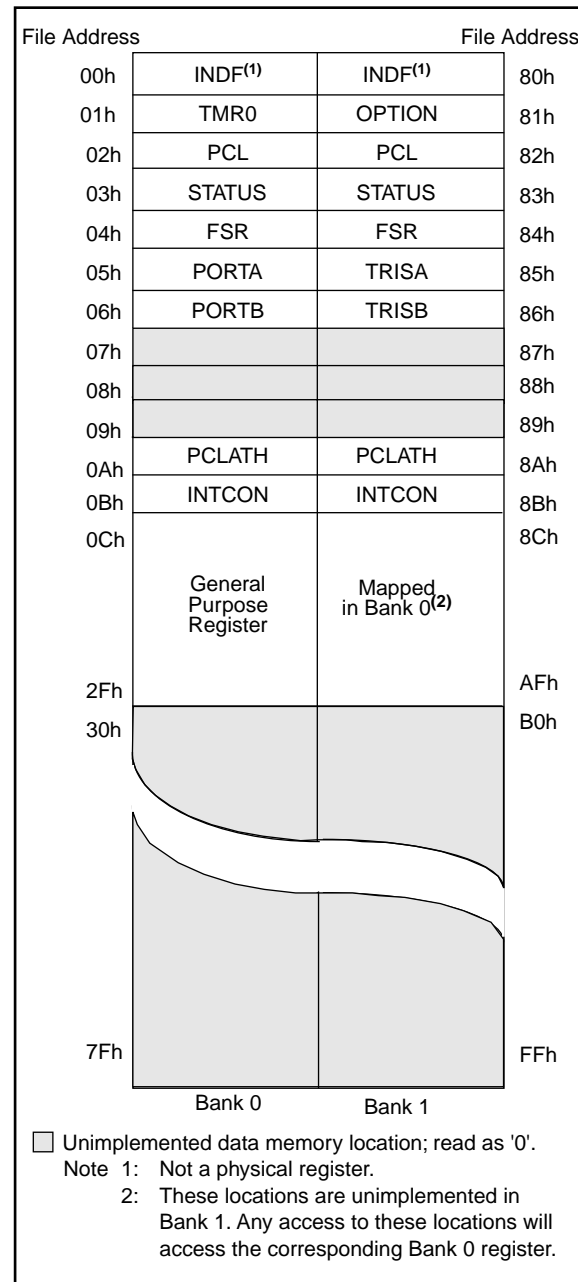 File Address File Address
00h INDF(1) INDF(1) 80h
01h TMR0 OPTION 81h
02h PCL PCL 82h
03h STATUS STATUS 83h
04h FSR FSR 84h
05h PORTA TRISA 85h
06h PORTB TRISB 86h
07h 87h
08h 88h
09h 89h
0Ah PCLATH PCLATH 8Ah
0Bh INTCON INTCON 8Bh
0Ch 8Ch
General Mapped
Purpose in Bank 0(2)
Register
2Fh AFh
30h B0h
7Fh FFh
Bank 0 Bank 1
Unimplemented data memory location; read as '0'.
Note 1: Not a physical register.
2: These locations are unimplemented in
Bank 1. Any access to these locations will
access the corresponding Bank 0 register.